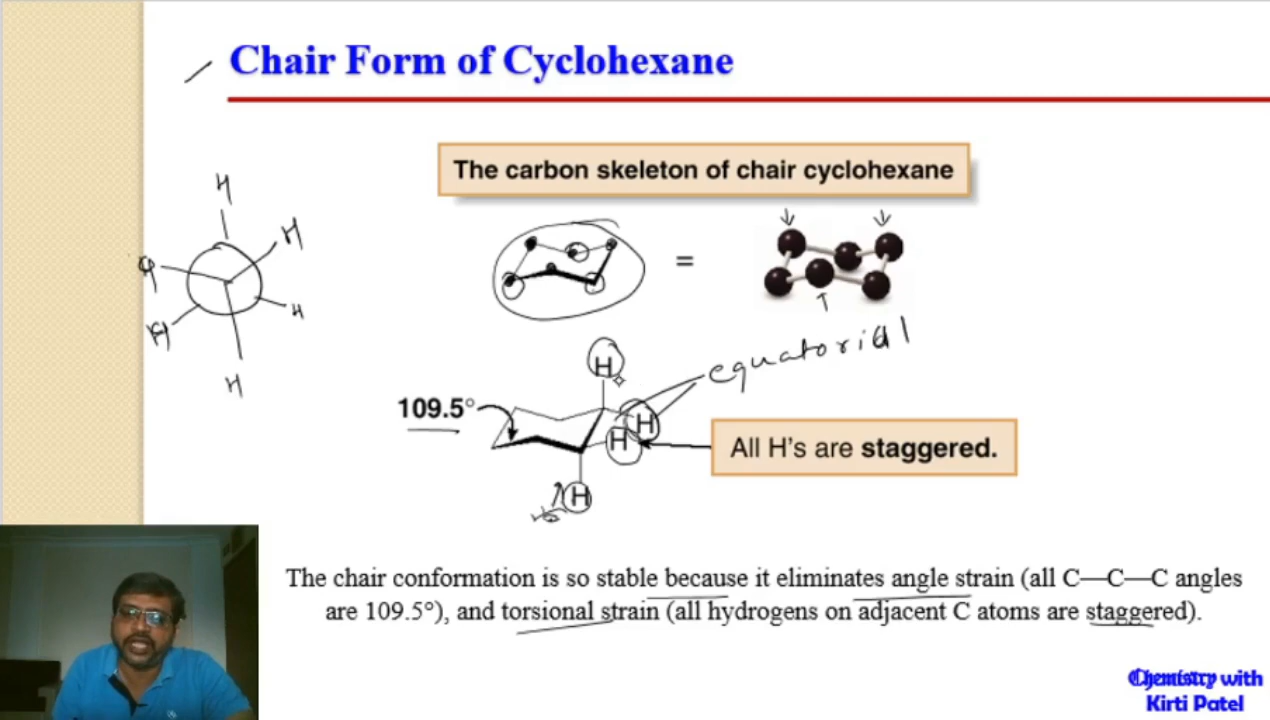 Chair Form of Cyclohexane
The carbon skeleton of chair cyclohexane
H
H
H
H
=
equatorial
H
109.5°
H
H
All H's are staggered.
H
The chair conformation is so stable because it eliminates angle strain (all C—C—C angles
are 109.5°), and torsional strain (all hydrogens on adjacent C atoms are staggered).
Chemistry with
Kirti Patel